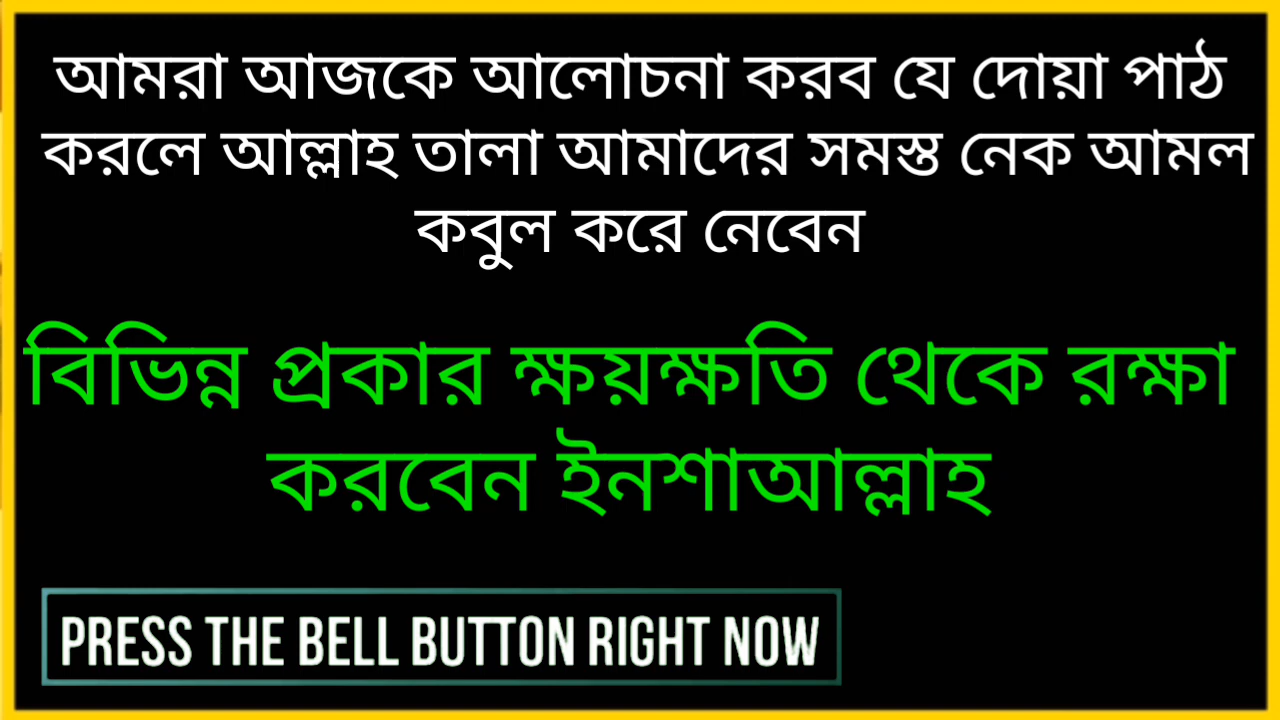 আমরা আজকে আলোচনা করব যে দোয়া পাঠ
করলে আল্লাহ তালা আমাদের সমস্ত নেক আমল
কবুল করে নেবেন
বিভিন্ন প্রকার ক্ষয়ক্ষতি থেকে রক্ষা
করবেন ইনশাআল্লাহ
PRESS THE BELL BUTTON RIGHT NOW